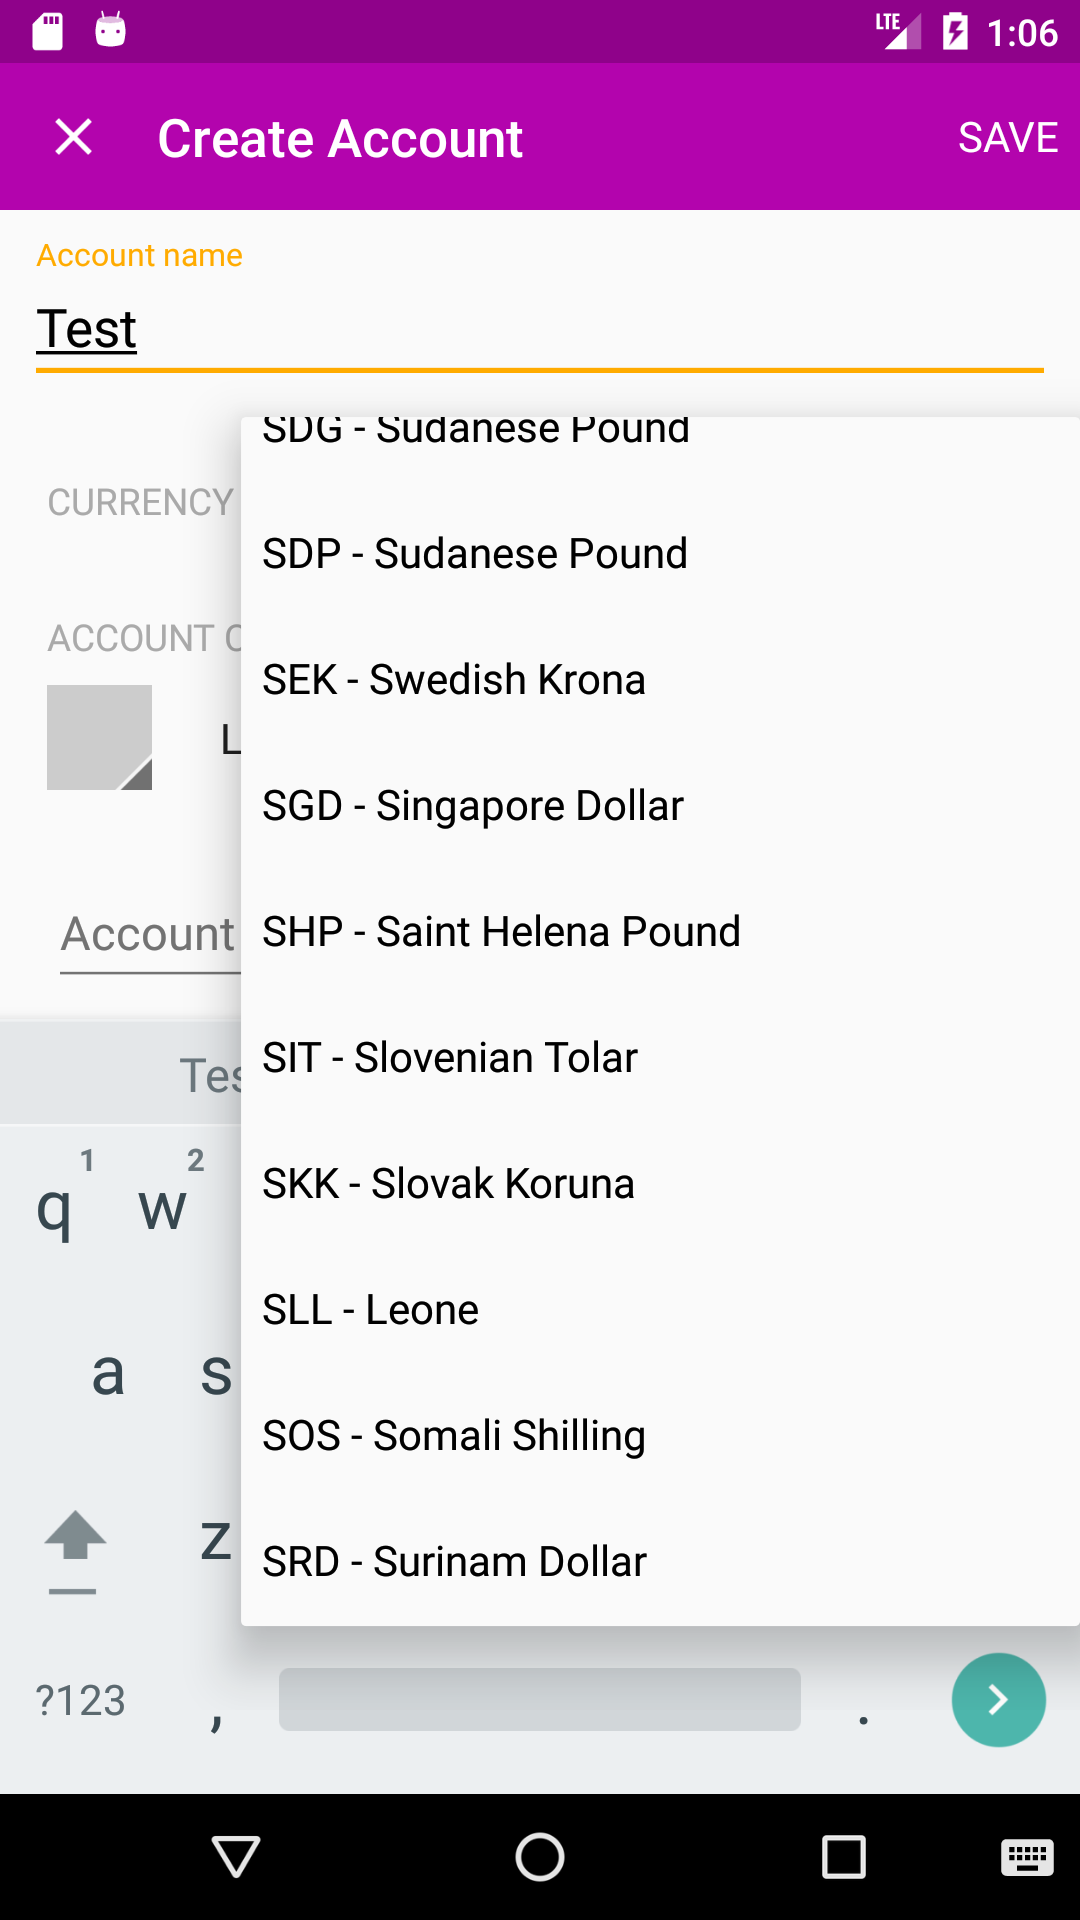 LTE 1:06
Create Account SAVE
Account name
Test
SDG - Sudanese Pound
CURRENCY
SDP - Sudanese Pound
ACCOUNT
SEK - Swedish Krona
L
SGD - Singapore Dollar
Account
SHP - Saint Helena Pound
SIT - Slovenian Tolar
Tes
1 2
q w
SKK - Slovak Koruna
SLL - Leone
a s
SOS - Somali Shilling
z
SRD - Surinam Dollar
?123 , .